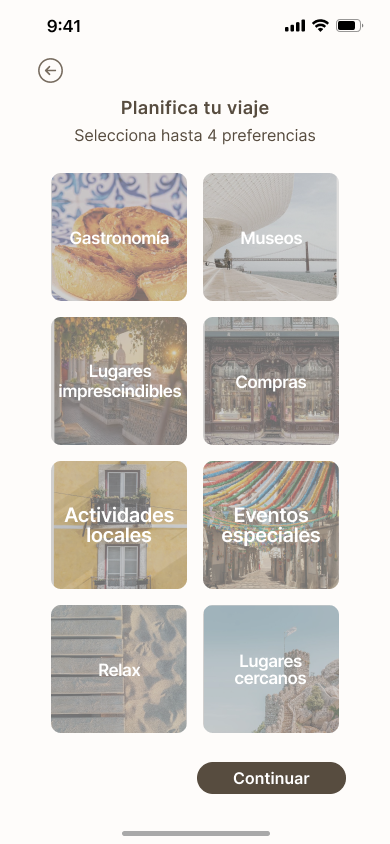 9:41
Planifica tu viaje
Selecciona hasta 4 preferencias
Gastronomía
Museos
Lugares
imprescindibles
Compras
Actividades
locales
Eventos
especiales
Relax
Lugares
cercanos
Continuar